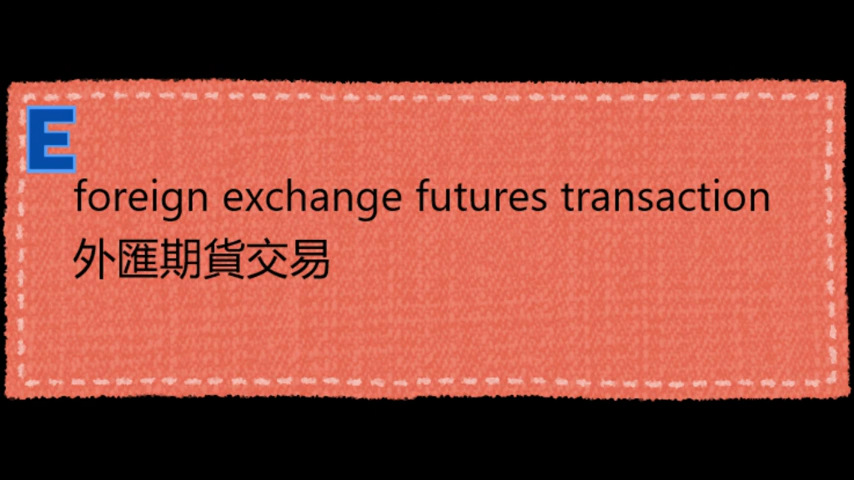 E
foreign exchange futures transaction
外匯期貨交易